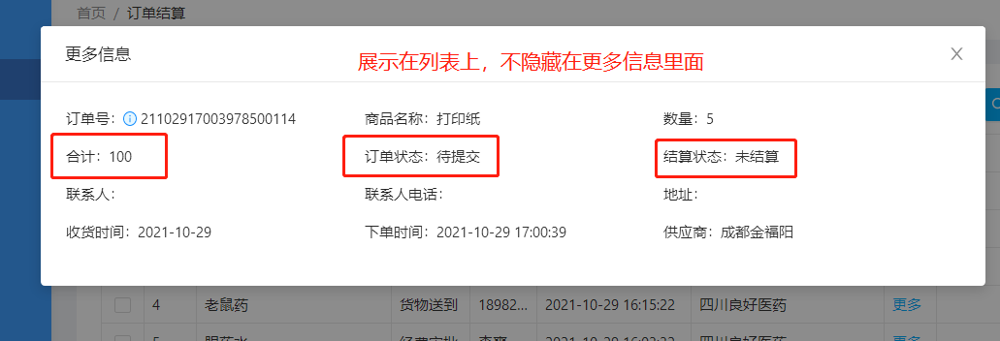 首页 / 订单结算
更多信息
展示在列表上，不隐藏在更多信息里面
订单号： 21102917003978500114 商品名称：打印纸 数量：5
合计：100 订单状态：待提交 结算状态：未结算
联系人： 联系人电话： 地址：
收货时间：2021-10-29 下单时间：2021-10-29 17:00:39 供应商：成都金福阳
4 老鼠药 货物送到 18982... 2021-10-29 16:15:22 四川良好医药 更多